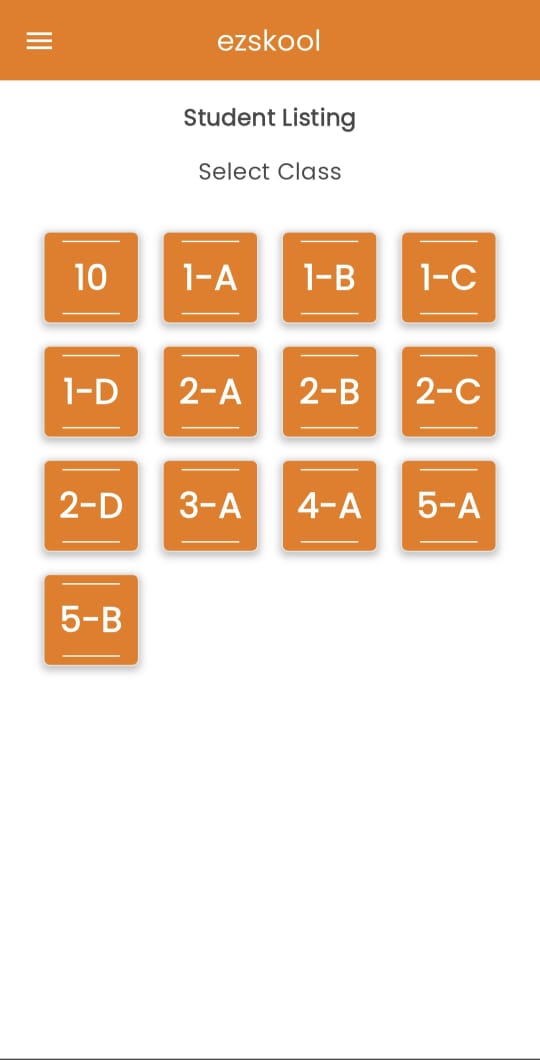 ezskool
Student Listing
Select Class
10 1-A 1-B 1-C
1-D 2-A 2-B 2-C
2-D 3-A 4-A 5-A
5-B